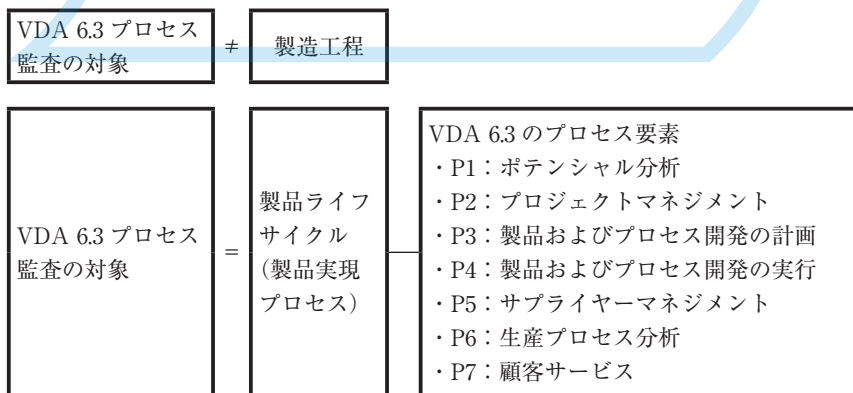 VDA 6.3 プロセス
監査の対象
≠
製造工程
VDA 6.3 プロセス
監査の対象
=
製品ライフ
サイクル
(製品実現
プロセス)
VDA 6.3 のプロセス要素
・P1：ポテンシャル分析
・P2：プロジェクトマネジメント
・P3：製品およびプロセス開発の計画
・P4：製品およびプロセス開発の実行
・P5：サプライヤーマネジメント
・P6：生産プロセス分析
・P7：顧客サービス